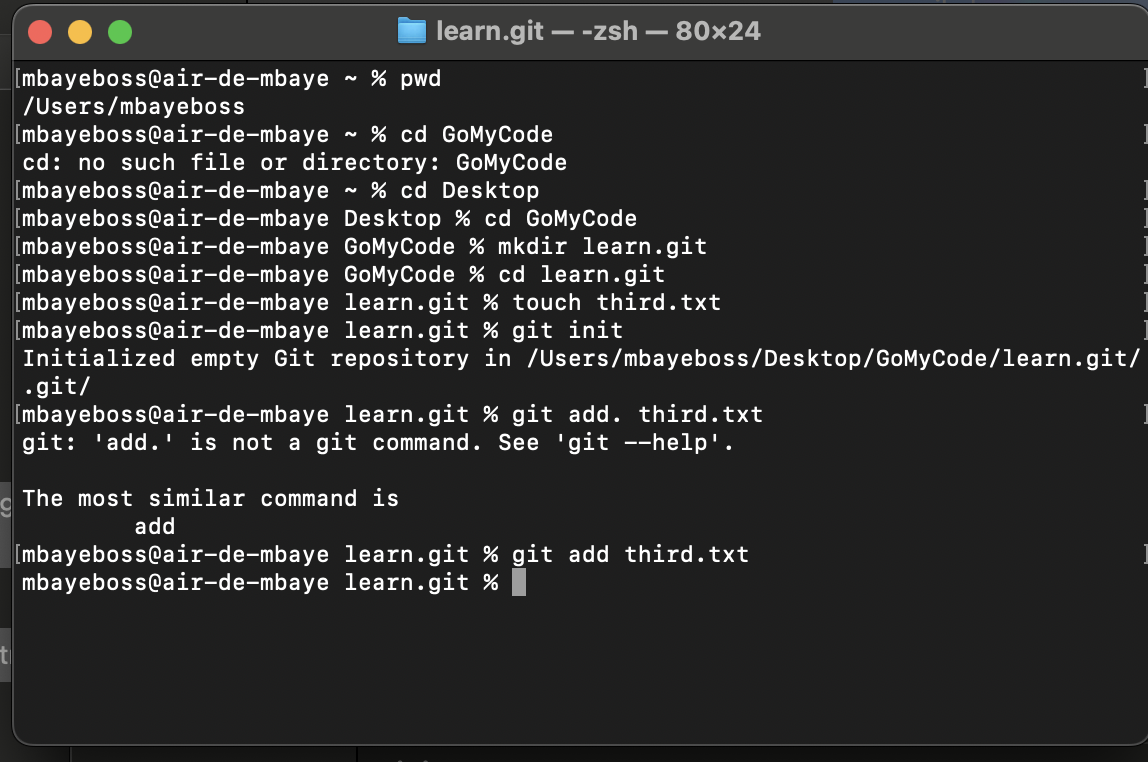 learn.git — -zsh — 80×24
[mbayeboss@air-de-mbaye ~ % pwd ]
/Users/mbayeboss
[mbayeboss@air-de-mbaye ~ % cd GoMyCode ]
cd: no such file or directory: GoMyCode
[mbayeboss@air-de-mbaye ~ % cd Desktop ]
[mbayeboss@air-de-mbaye Desktop % cd GoMyCode ]
[mbayeboss@air-de-mbaye GoMyCode % mkdir learn.git ]
[mbayeboss@air-de-mbaye GoMyCode % cd learn.git ]
[mbayeboss@air-de-mbaye learn.git % touch third.txt ]
[mbayeboss@air-de-mbaye learn.git % git init ]
Initialized empty Git repository in /Users/mbayeboss/Desktop/GoMyCode/learn.git/
.git/
[mbayeboss@air-de-mbaye learn.git % git add. third.txt ]
git: 'add.' is not a git command. See 'git --help'.

The most similar command is
        add
[mbayeboss@air-de-mbaye learn.git % git add third.txt ]
mbayeboss@air-de-mbaye learn.git %